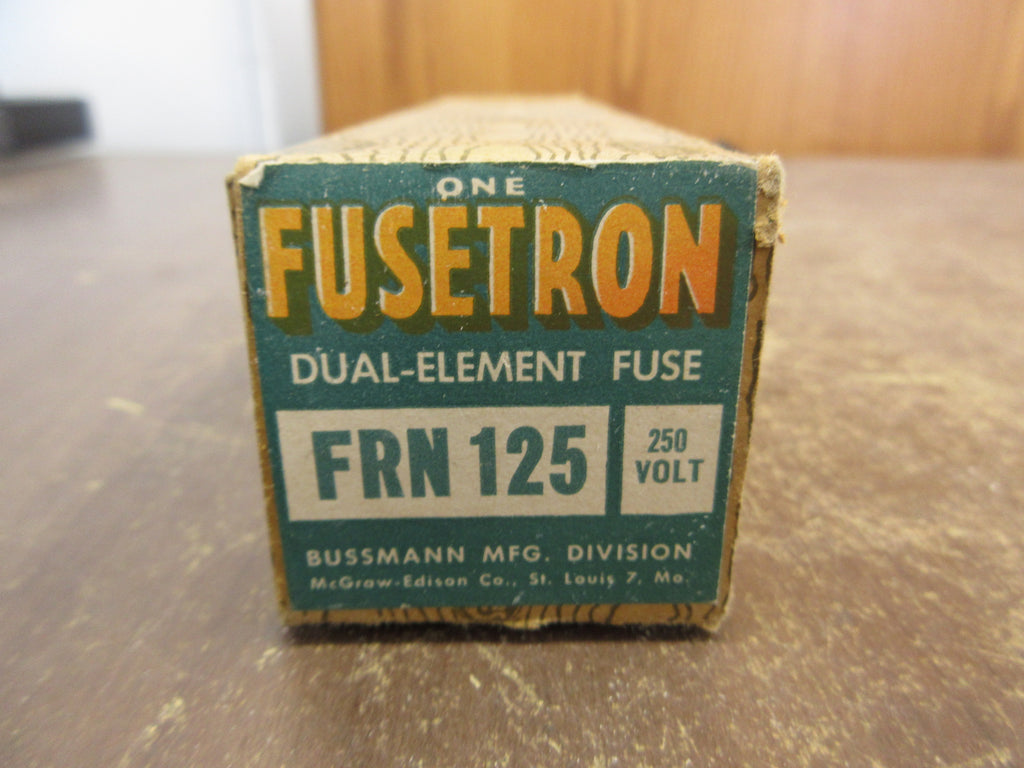 ONE
FUSETRON
DUAL-ELEMENT FUSE
FRN 125
250
VOLT
BUSSMANN MFG. DIVISION
McGraw-Edison Co., St. Louis 7, Mo.